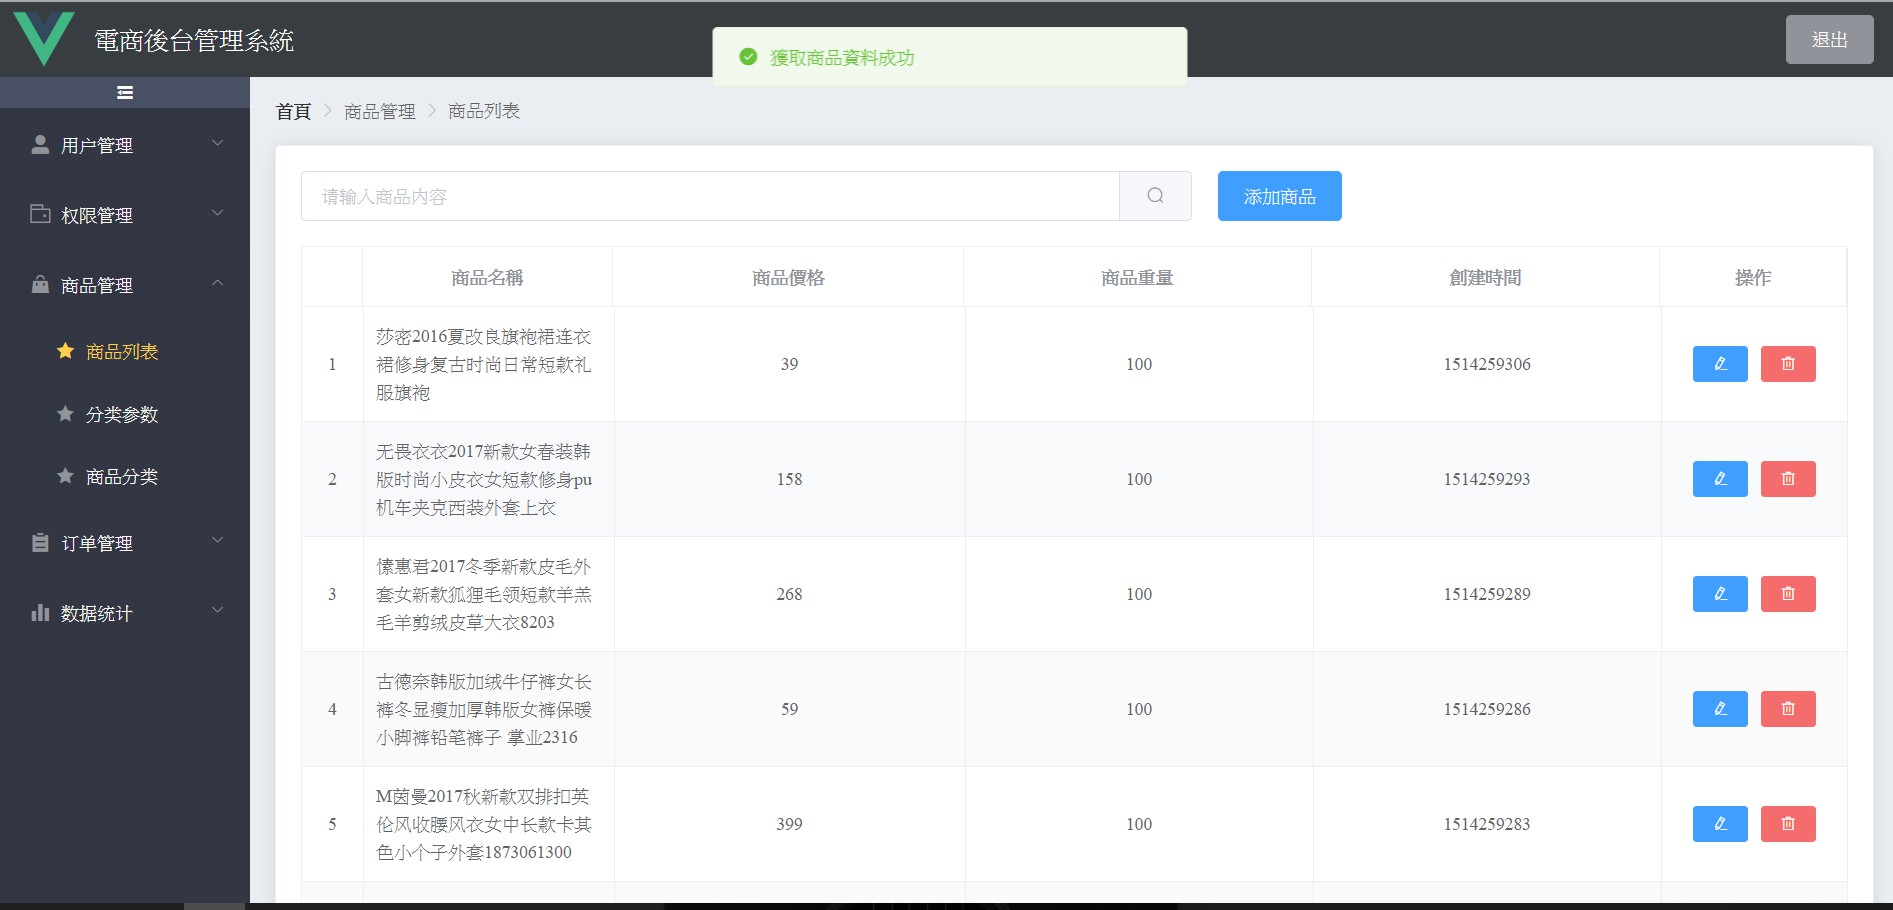 電商後台管理系統
獲取商品資料成功
退出
首頁 商品管理 商品列表
用户管理
权限管理
商品管理
商品列表
分类参数
商品分类
订单管理
数据统计
请输入商品内容
添加商品
商品名稱 商品價格 商品重量 創建時間 操作
莎密2016夏改良旗袍裙连衣
1 裙修身复古时尚日常短款礼 39 100 1514259306
服旗袍
无畏衣衣2017新款女春装韩
2 版时尚小皮衣女短款修身pu 158 100 1514259293
机车夹克西装外套上衣
愫惠君2017冬季新款皮毛外
3 套女新款狐狸毛领短款羊羔 268 100 1514259289
毛羊剪绒皮草大衣8203
古德奈韩版加绒牛仔裤女长
4 裤冬显瘦加厚韩版女裤保暖 59 100 1514259286
小脚裤铅笔裤子 掌业2316
M茵曼2017秋新款双排扣英
5 伦风收腰风衣女中长款卡其 399 100 1514259283
色小个子外套1873061300